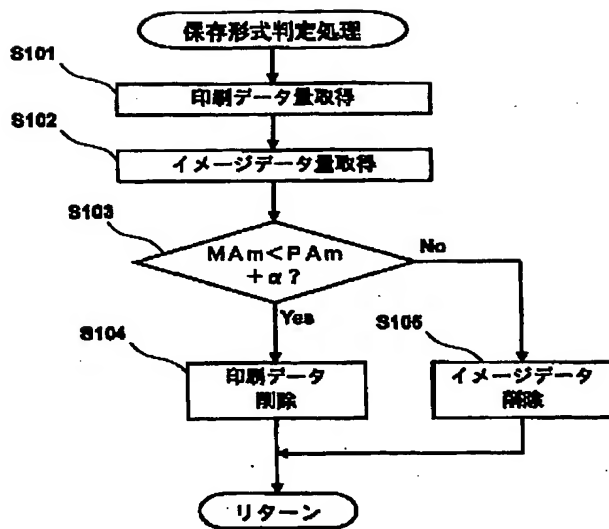 保存形式判定処理
S101
印刷データ量取得
S102
イメージデータ量取得
S103
MAm<PAm
+α?
No
Yes
S104
S105
印刷データ
削除
イメージデータ
削除
リターン